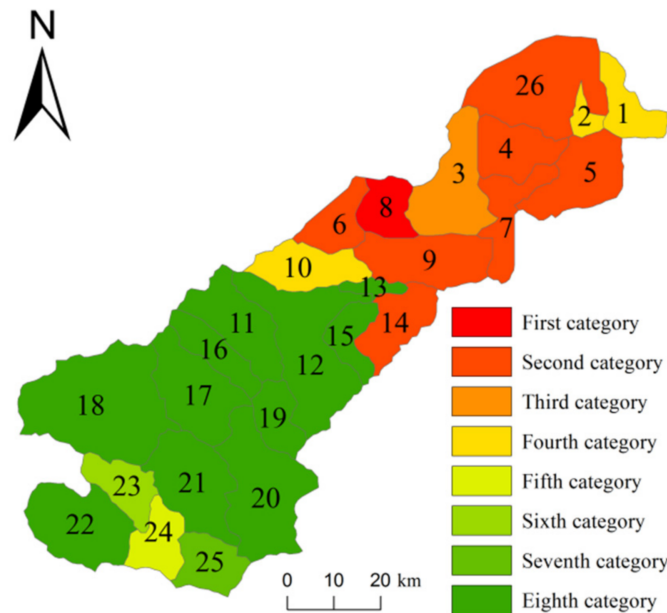 N
26
1
2
4
3
5
8
6
7
9
10
13
11
14
15
16
12
18
17
19
23
21
20
22
24
25
First category
Second category
Third category
Fourth category
Fifth category
Sixth category
Seventh category
Eighth category
0 10 20 km